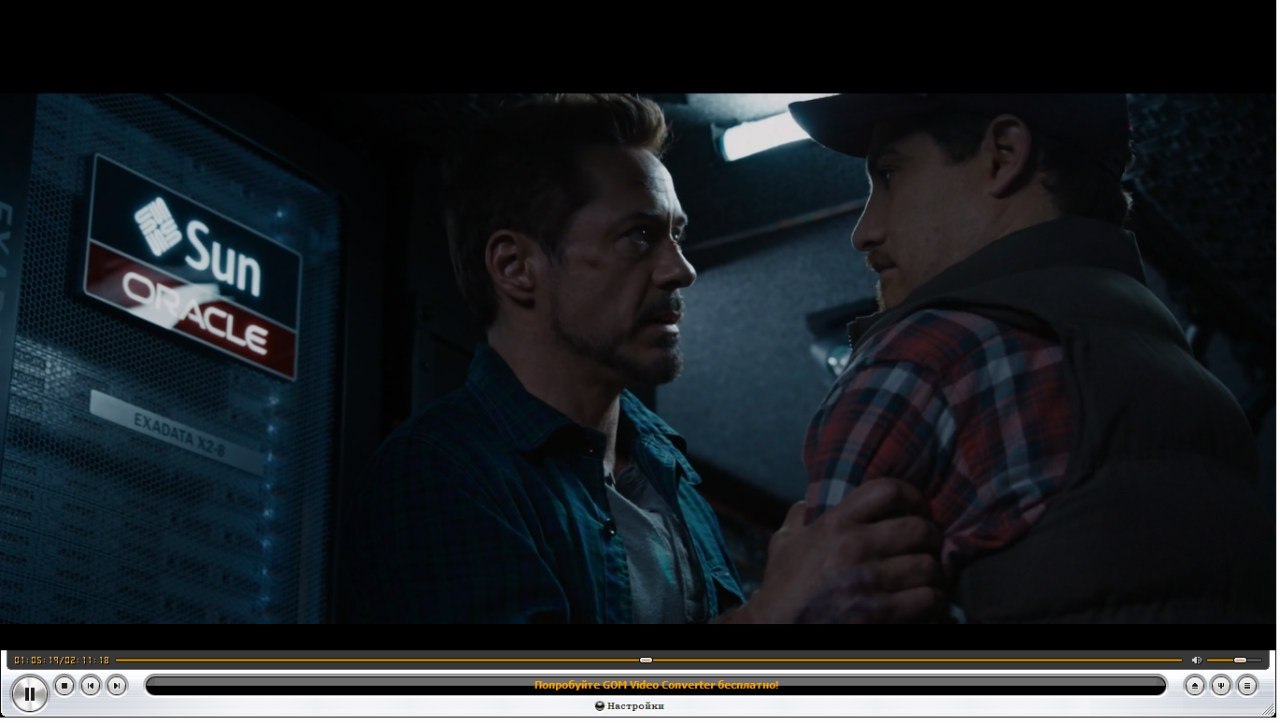 Sun
ORACLE
EXADATA X2-8
01:05:19/02:11:18
Попробуйте GOM Video Converter бесплатно!
Настройки